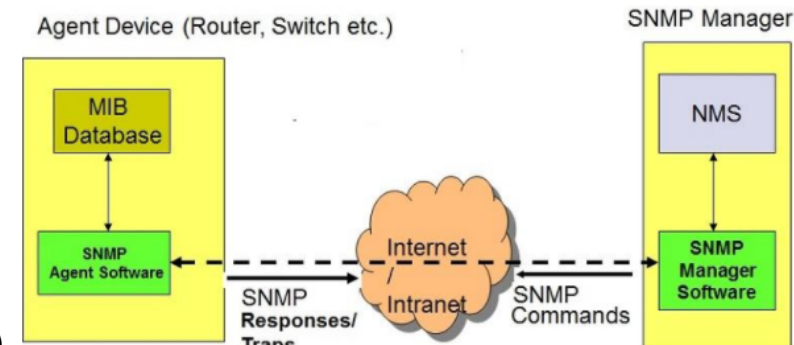 Agent Device (Router, Switch etc.)
SNMP Manager
MIB
Database
NMS
SNMP
Agent Software
Internet
/
Intranet
SNMP
Manager
Software
SNMP
Responses/
Traps
SNMP
Commands
)